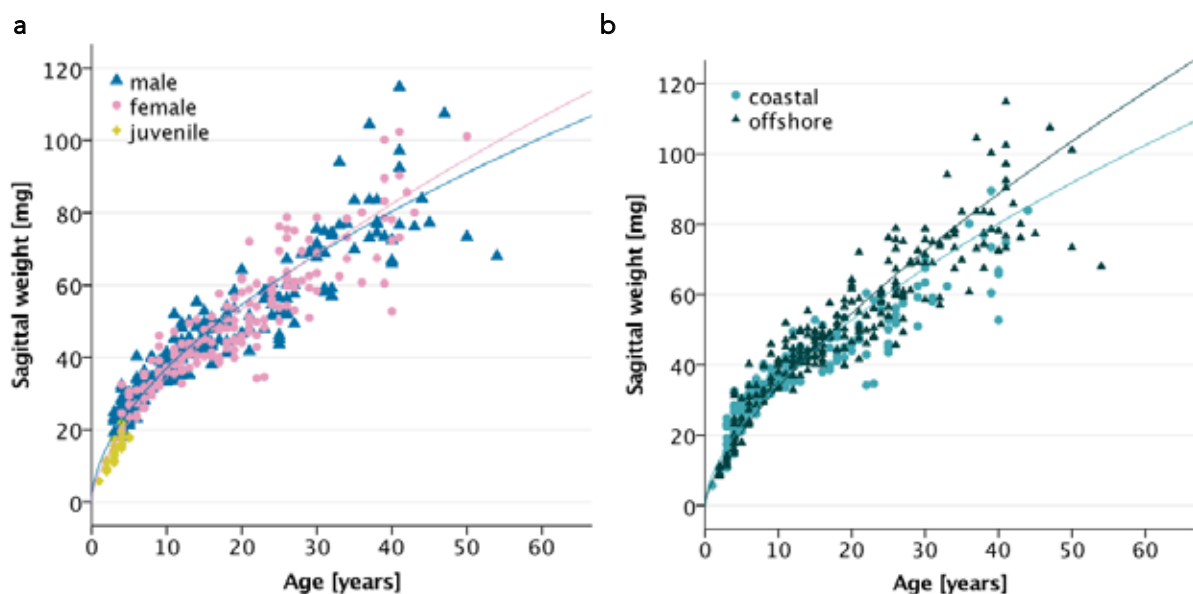 a
120
100
80
60
40
20
0
male
female
juvenile
Sagittal weight [mg]
0 10 20 30 40 50 60
Age [years]
b
120
100
80
60
40
20
0
coastal
offshore
Sagittal weight [mg]
0 10 20 30 40 50 60
Age [years]